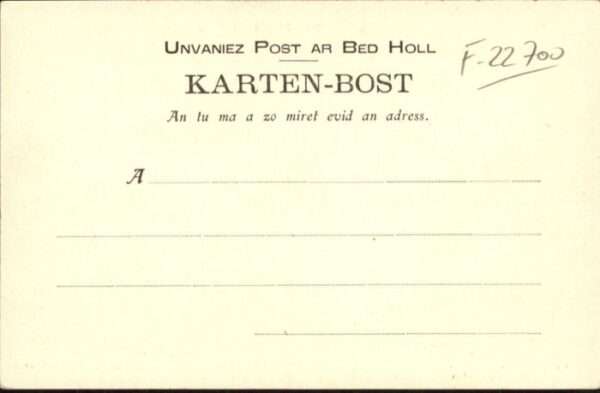 UNVANIEZ POST AR BED HOLL
F-22700
KARTEN-BOST
An tu ma a zo miret evid an adress.
A